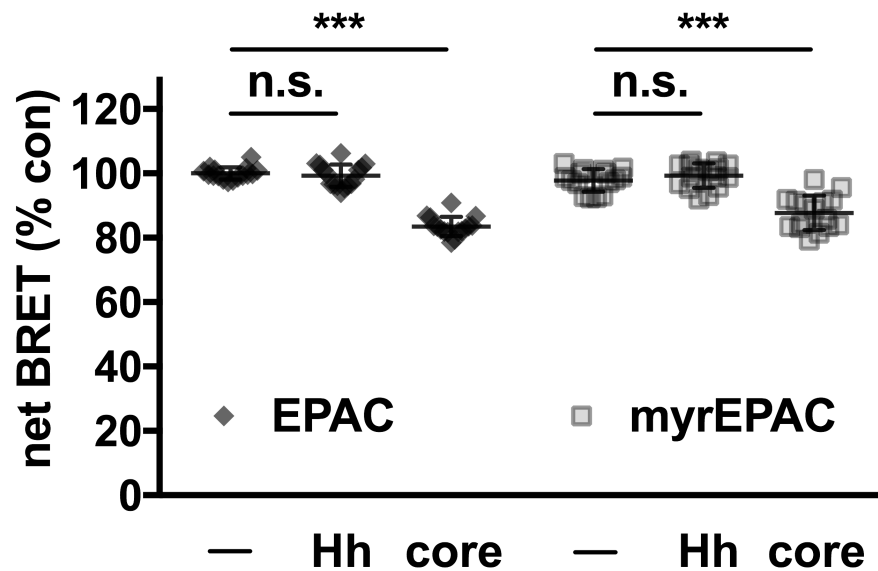 *** ***
n.s. n.s.
net BRET (% con)
120
100
80
60
40
20
0
EPAC myrEPAC
— Hh core — Hh core